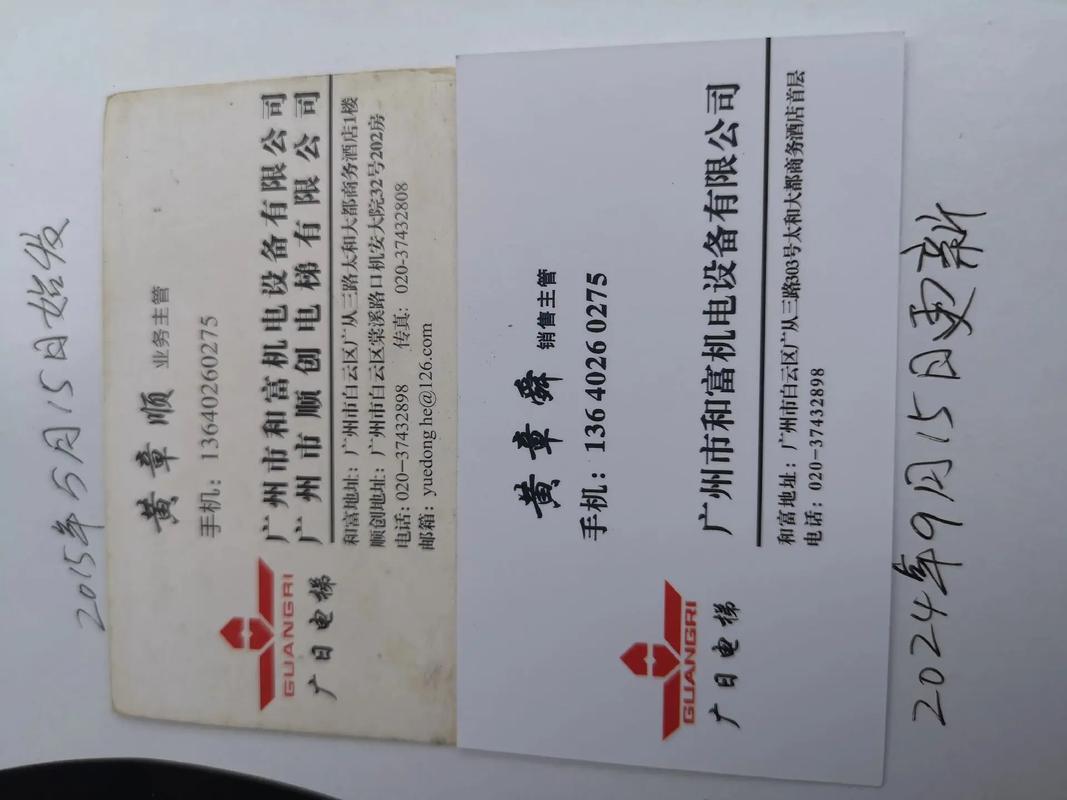 2015年5月15日始发
黄章顺 业务主管
手机：13640260275
广州市和富机电设备有限公司
广州市顺创电梯有限公司
GUANGRI
广日电梯
和富地址：广州市白云区广从三路太和大都商务酒店1楼
顺创地址：广州市白云区棠溪路口机安大院32号202房
电话：020-37432898 传真：020-37432808
邮箱：yuedong he@126.com
黄章舜 销售主管
手机：136 4026 0275
广州市和富机电设备有限公司
GUANGRI
广日电梯
和富地址：广州市白云区广从三路303号太和大都商务酒店首层
电话：020-37432898
2024年9月15日更新